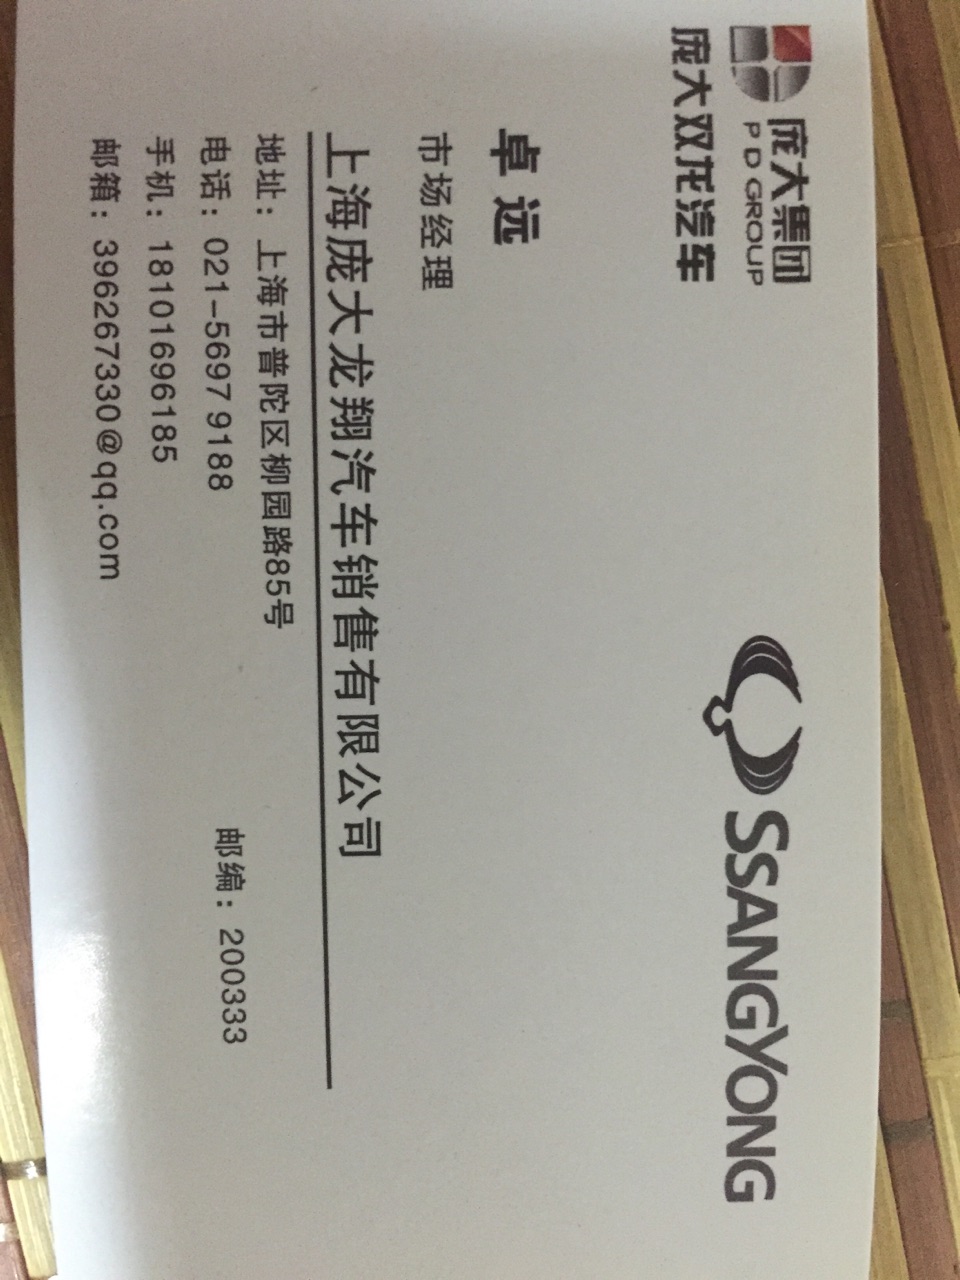 庞大集团
PD GROUP
庞大双龙汽车
SSANGYONG
卓远
市场经理
上海庞大龙翔汽车销售有限公司
地址：上海市普陀区柳园路85号
电话：021-5697 9188 邮编：200333
手机：18101696185
邮箱：396267330@qq.com